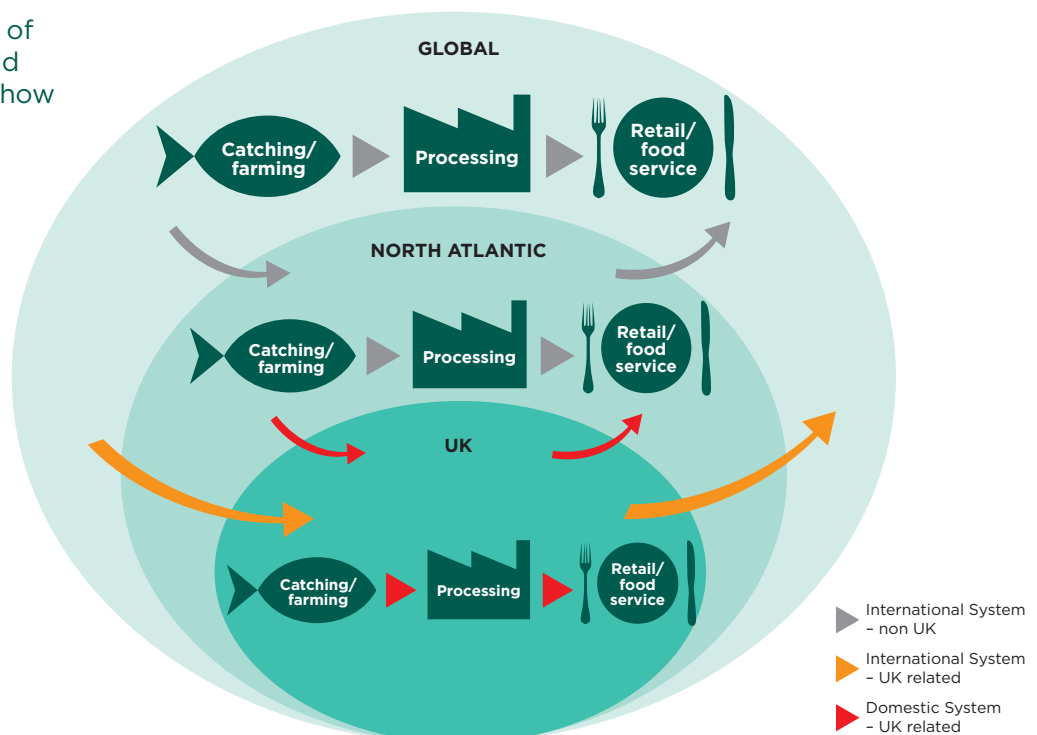 of
d
how
GLOBAL
Catching/
farming
Processing
Retail/
food
service
NORTH ATLANTIC
Catching/
farming
Processing
Retail/
food
service
UK
Catching/
farming
Processing
Retail/
food
service
International System
– non UK
International System
– UK related
Domestic System
– UK related